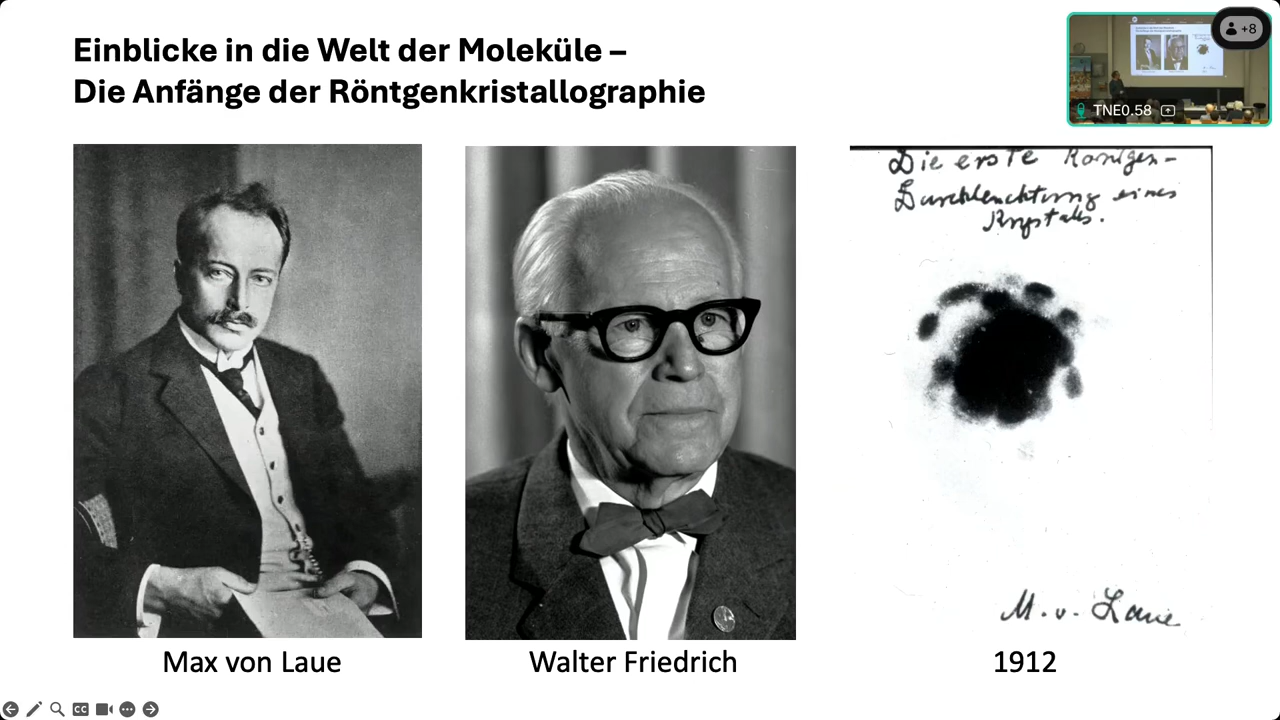 Einblicke in die Welt der Moleküle –
Die Anfänge der Röntgenkristallographie
+8
TNE0.58
Die erste Röntgen-
Durchleuchtung eines
Krystalls.
M. v. Laue
Max von Laue
Walter Friedrich
1912
CC